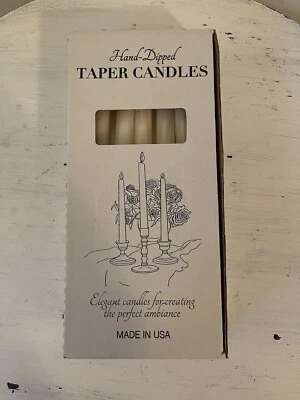 Hand-Dipped
TAPER CANDLES
Elegant candles for creating
the perfect ambiance
MADE IN USA